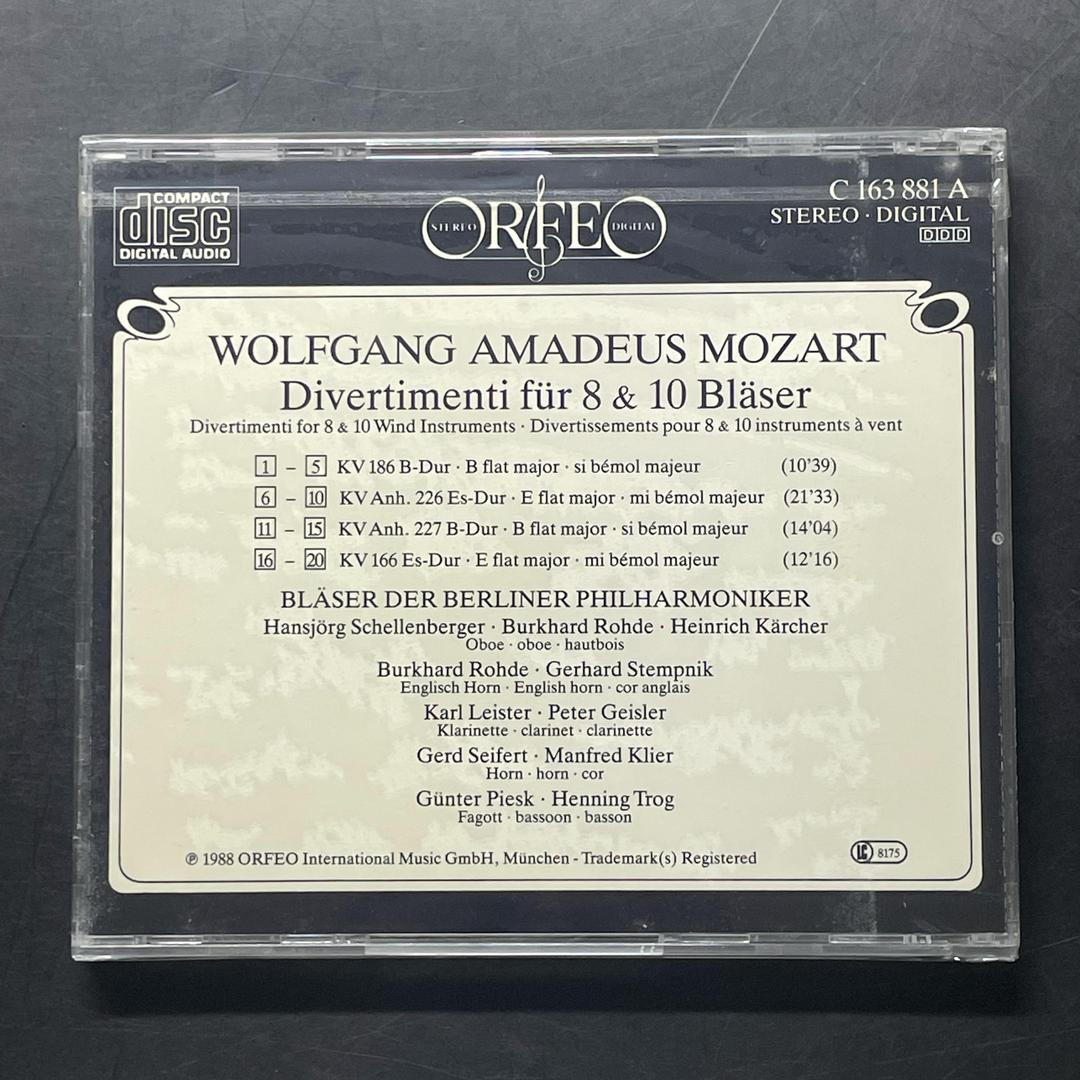 COMPACT
disc
DIGITAL AUDIO
STEREO ORFEO DIGITAL
C 163 881 A
STEREO · DIGITAL
DDD
WOLFGANG AMADEUS MOZART
Divertimenti für 8 & 10 Bläser
Divertimenti for 8 & 10 Wind Instruments · Divertissements pour 8 & 10 instruments à vent
1 – 5 KV 186 B-Dur · B flat major · si bémol majeur (10’39)
6 – 10 KV Anh. 226 Es-Dur · E flat major · mi bémol majeur (21’33)
11 – 15 KV Anh. 227 B-Dur · B flat major · si bémol majeur (14’04)
16 – 20 KV 166 Es-Dur · E flat major · mi bémol majeur (12’16)
BLÄSER DER BERLINER PHILHARMONIKER
Hansjörg Schellenberger · Burkhard Rohde · Heinrich Kärcher
Oboe · oboe · hautbois
Burkhard Rohde · Gerhard Stempnik
Englisch Horn · English horn · cor anglais
Karl Leister · Peter Geisler
Klarinette · clarinet · clarinette
Gerd Seifert · Manfred Klier
Horn · horn · cor
Günter Piesk · Henning Trog
Fagott · bassoon · basson
℗ 1988 ORFEO International Music GmbH, München - Trademark(s) Registered
LC 8175